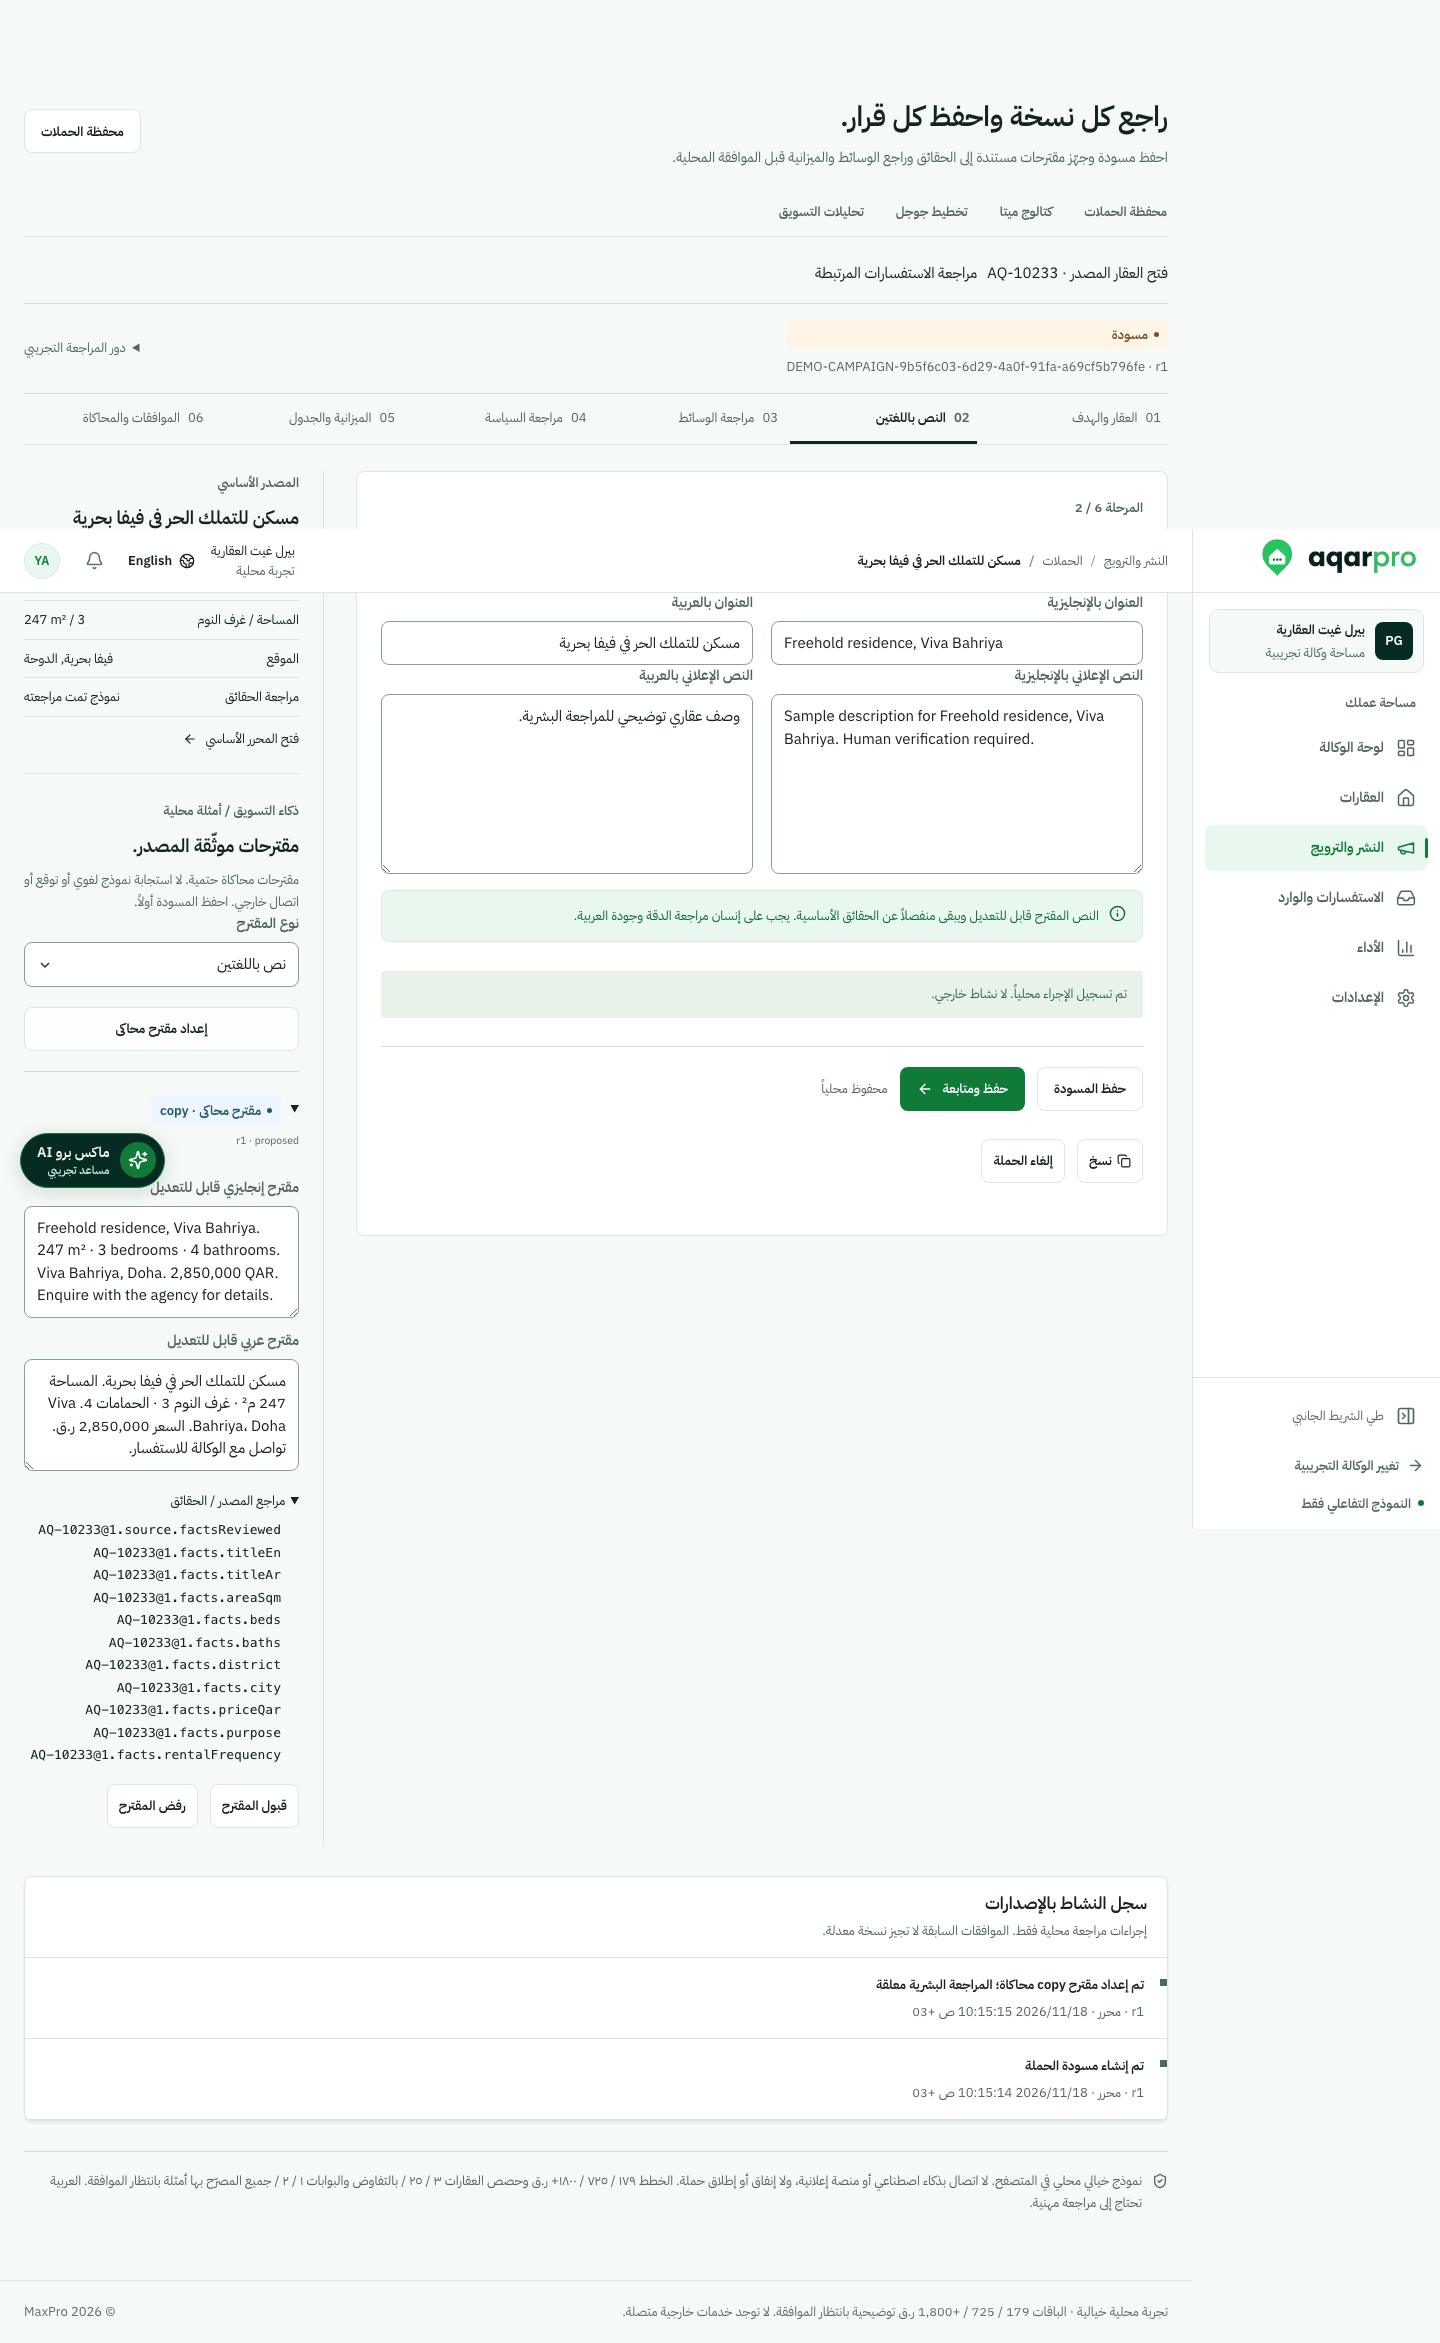 راجع كل نسخة واحفظ كل قرار.
احفظ مسودة وجهّز مقترحات مستندة إلى الحقائق وراجع الوسائط والميزانية قبل الموافقة المحلية.
محفظة الحملات
محفظة الحملات
كتالوج ميتا
تخطيط جوجل
تحليلات التسويق
فتح العقار المصدر · AQ-10233
مراجعة الاستفسارات المرتبطة
مسودة
DEMO-CAMPAIGN-9b5f6c03-6d29-4a0f-91fa-a69cf5b796fe · r1
دور المراجعة التجريبي
01 العقار والهدف
02 النص باللغتين
03 مراجعة الوسائط
04 مراجعة السياسة
05 الميزانية والجدول
06 الموافقات والمحاكاة
المرحلة 6 / 2
المصدر الأساسي
مسكن للتملك الحر في فيفا بحرية
aqarpro
النشر والترويج / الحملات / مسكن للتملك الحر في فيفا بحرية
بيرل غيت العقارية
تجربة محلية
English
YA
PG
بيرل غيت العقارية
مساحة وكالة تجريبية
مساحة عملك
لوحة الوكالة
العقارات
النشر والترويج
الاستفسارات والوارد
الأداء
الإعدادات
طي الشريط الجانبي
تغيير الوكالة التجريبية
النموذج التفاعلي فقط
العنوان بالإنجليزية
Freehold residence, Viva Bahriya
العنوان بالعربية
مسكن للتملك الحر في فيفا بحرية
النص الإعلاني بالإنجليزية
Sample description for Freehold residence, Viva
Bahriya. Human verification required.
النص الإعلاني بالعربية
وصف عقاري توضيحي للمراجعة البشرية.
النص المقترح قابل للتعديل ويبقى منفصلاً عن الحقائق الأساسية. يجب على إنسان مراجعة الدقة وجودة العربية.
تم تسجيل الإجراء محلياً. لا نشاط خارجي.
حفظ المسودة
حفظ ومتابعة
محفوظ محلياً
نسخ
إلغاء الحملة
المساحة / غرف النوم
247 m² / 3
الموقع
فيفا بحرية, الدوحة
مراجعة الحقائق
نموذج تمت مراجعته
فتح المحرر الأساسي
ذكاء التسويق / أمثلة محلية
مقترحات موثّقة المصدر.
مقترحات محاكاة حتمية. لا استجابة نموذج لغوي أو توقع أو
اتصال خارجي. احفظ المسودة أولاً.
نوع المقترح
نص باللغتين
إعداد مقترح محاكى
مقترح محاكى · copy
r1 · proposed
ماكس برو AI
مساعد تجريبي
مقترح إنجليزي قابل للتعديل
Freehold residence, Viva Bahriya.
247 m² · 3 bedrooms · 4 bathrooms.
Viva Bahriya, Doha. 2,850,000 QAR.
Enquire with the agency for details.
مقترح عربي قابل للتعديل
مسكن للتملك الحر في فيفا بحرية. المساحة
247 م² · غرف النوم 3 · الحمامات 4. Viva
Bahriya، Doha. السعر 2,850,000 ر.ق.
تواصل مع الوكالة للاستفسار.
مراجع المصدر / الحقائق
AQ-10233@1.source.factsReviewed
AQ-10233@1.facts.titleEn
AQ-10233@1.facts.titleAr
AQ-10233@1.facts.areaSqm
AQ-10233@1.facts.beds
AQ-10233@1.facts.baths
AQ-10233@1.facts.district
AQ-10233@1.facts.city
AQ-10233@1.facts.priceQar
AQ-10233@1.facts.purpose
AQ-10233@1.facts.rentalFrequency
قبول المقترح
رفض المقترح
سجل النشاط بالإصدارات
إجراءات مراجعة محلية فقط. الموافقات السابقة لا تجيز نسخة معدلة.
تم إعداد مقترح copy محاكاة؛ المراجعة البشرية معلقة
r1 · محرر · 2026/11/18 10:15:15 ص +03
تم إنشاء مسودة الحملة
r1 · محرر · 2026/11/18 10:15:14 ص +03
نموذج خيالي محلي في المتصفح. لا اتصال بذكاء اصطناعي أو منصة إعلانية، ولا إنفاق أو إطلاق حملة. الخطط ١٧٩ / ٧٢٥ / ١٨٠٠+ ر.ق وحصص العقارات ٣ / ٢٥ / بالتفاوض والبوابات ١ / ٢ / جميع المصرّح بها أمثلة بانتظار الموافقة. العربية
تحتاج إلى مراجعة مهنية.
تجربة محلية خيالية · الباقات 179 / 725 / +1,800 ر.ق توضيحية بانتظار الموافقة. لا توجد خدمات خارجية متصلة.
© 2026 MaxPro